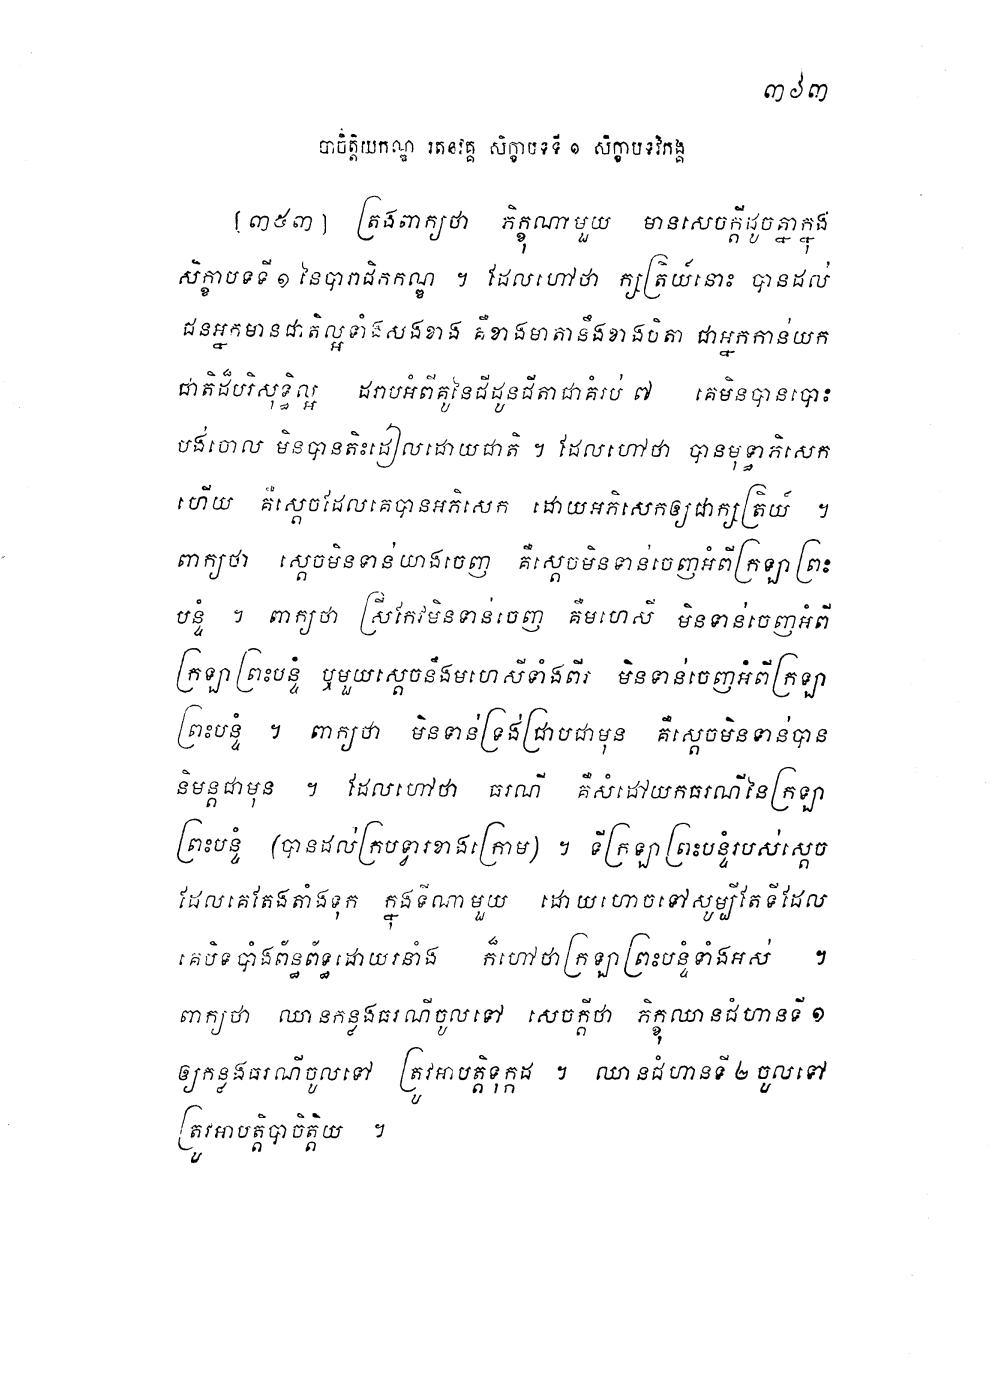 ៣៦៣
បាចិត្តិយកណ្ឌ រតនវគ្គ សិក្ខាបទទី ១ សិក្ខាបទវិភង្គ
[៣៥៣] ត្រង់ពាក្យថា ភិក្ខុណាមួយ មានសេចក្តីដូចគ្នាក្នុង
សិក្ខាបទទី ១ នៃបារាជិកកណ្ឌ ។ ដែលហៅថា ក្សត្រិយ៍នោះ បានដល់
ជនអ្នកមានជាតិល្អទាំងសងខាង គឺខាងមាតានឹងខាងបិតា ជាអ្នកកាន់យក
ជាតិដ៏បរិសុទ្ធិល្អ ដរាបអំពីគូនៃជីដូនជីតាជាគំរប់ ៧ គេមិនបានបោះ
បង់ចោល មិនបានតិះដៀលដោយជាតិ ។ ដែលហៅថា បានមុទ្ធាភិសេក
ហើយ គឺស្តេចដែលគេបានអភិសេក ដោយអភិសេកឲ្យជាក្សត្រិយ៍ ។
ពាក្យថា ស្តេចមិនទាន់យាងចេញ គឺស្តេចមិនទាន់ចេញអំពីក្រឡាព្រះ
បន្ទំ ។ ពាក្យថា ស្រីកែវមិនទាន់ចេញ គឺមហេសី មិនទាន់ចេញអំពី
ក្រឡាព្រះបន្ទំ ឬមួយស្តេចនឹងមហេសីទាំងពីរ មិនទាន់ចេញអំពីក្រឡា
ព្រះបន្ទំ ។ ពាក្យថា មិនទាន់ទ្រង់ជ្រាបជាមុន គឺស្តេចមិនទាន់បាន
និមន្តជាមុន ។ ដែលហៅថា ធរណី គឺសំដៅយកធរណីនៃក្រឡា
ព្រះបន្ទំ (បានដល់ក្របទ្វារខាងក្រោម) ។ ទីក្រឡាព្រះបន្ទំរបស់ស្តេច
ដែលគេតែងតាំងទុក ក្នុងទីណាមួយ ដោយហោចទៅសូម្បីតែទីដែល
គេបិទបាំងព័ន្ធព័ទ្ធដោយរនាំង ក៏ហៅថាក្រឡាព្រះបន្ទំទាំងអស់ ។
ពាក្យថា ឈានកន្លងធរណីចូលទៅ សេចក្តីថា ភិក្ខុឈានជំហានទី ១
ឲ្យកន្លងធរណីចូលទៅ ត្រូវអាបត្តិទុក្កដ ។ ឈានជំហានទី ២ ចូលទៅ
ត្រូវអាបត្តិបាចិត្តិយ ។